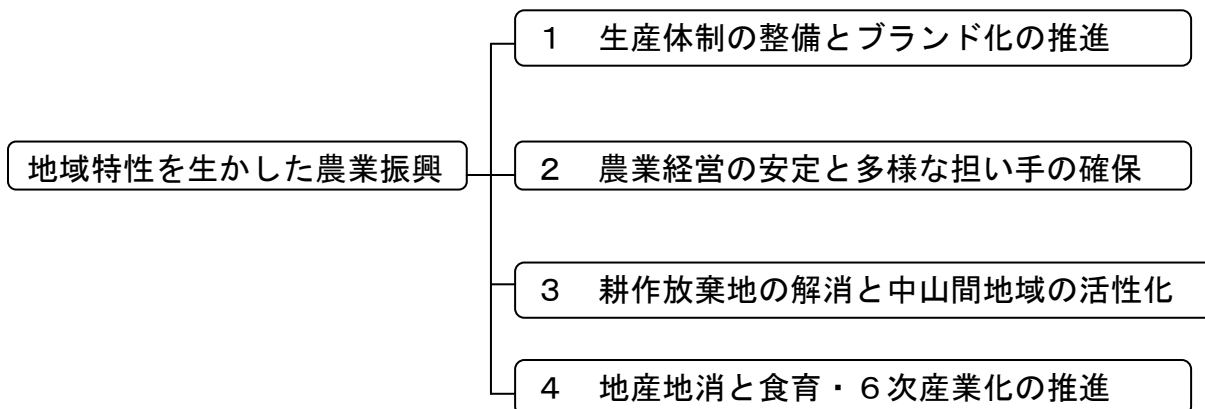 １　生産体制の整備とブランド化の推進
地域特性を生かした農業振興
２　農業経営の安定と多様な担い手の確保
３　耕作放棄地の解消と中山間地域の活性化
４　地産地消と食育・６次産業化の推進